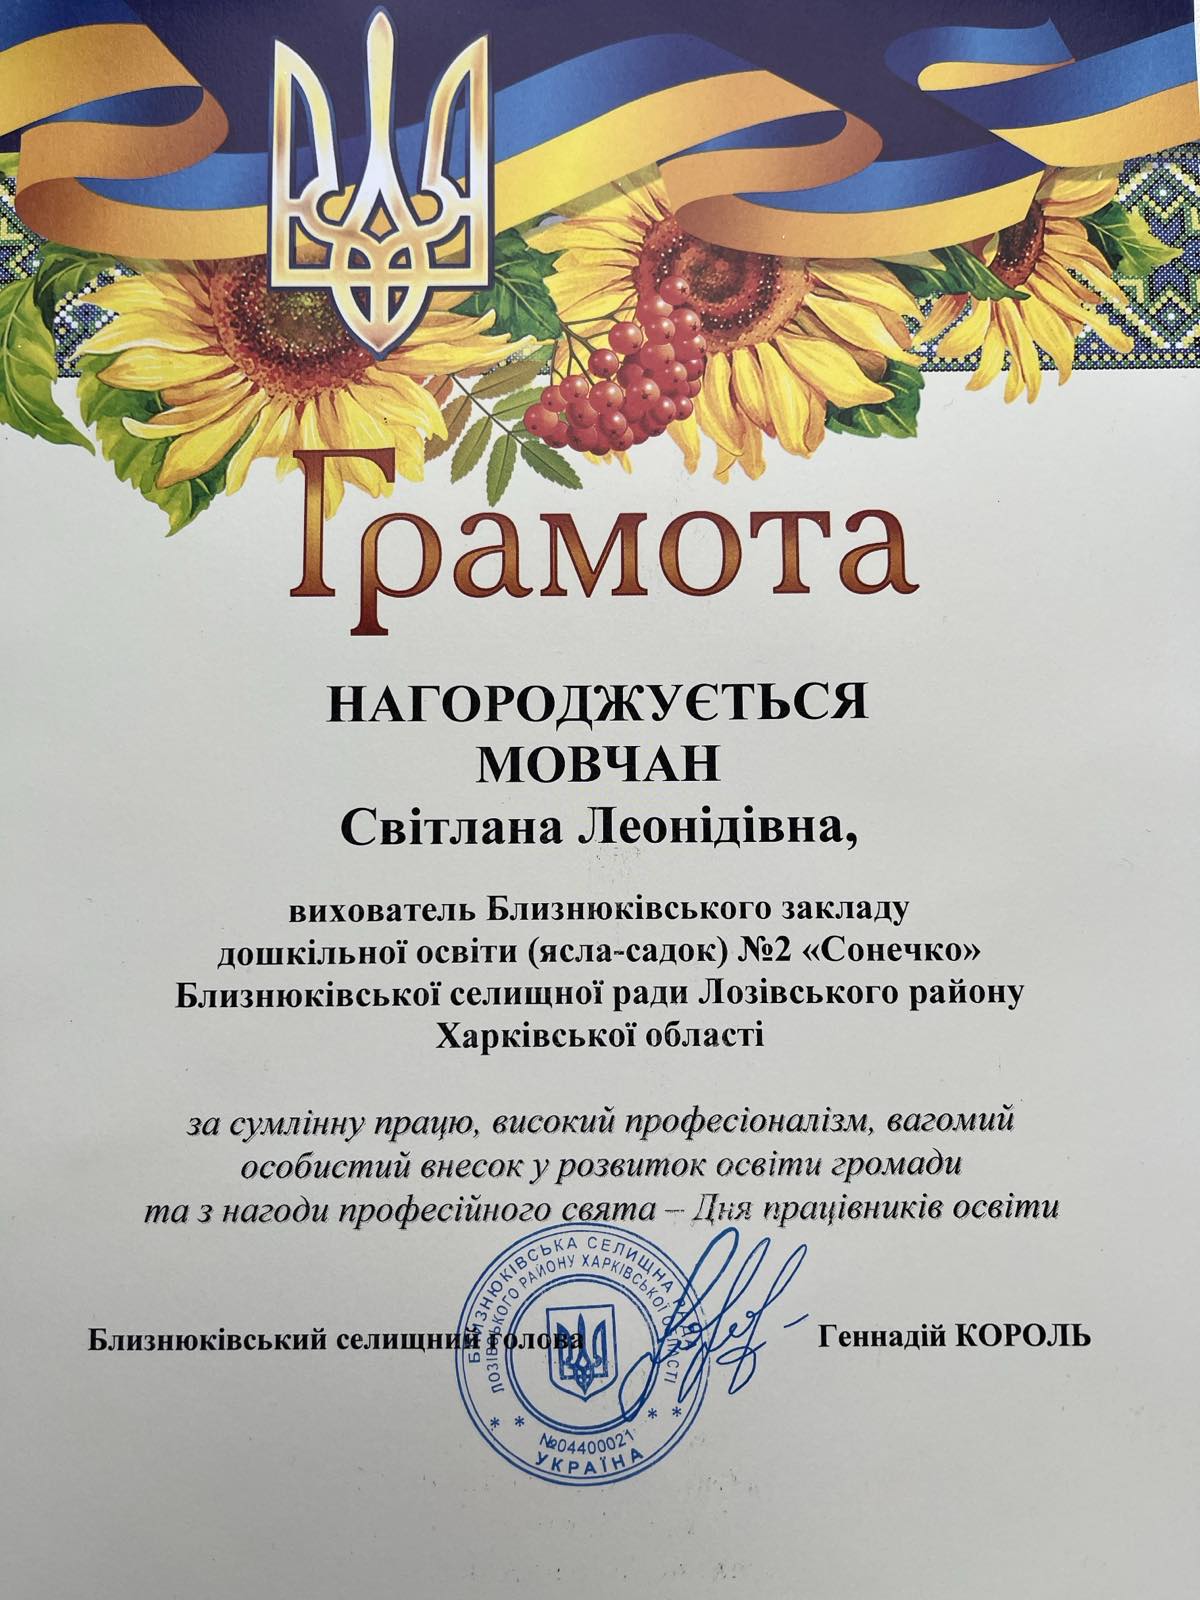 Грамота
НАГОРОДЖУЄТЬСЯ
МОВЧАН
Світлана Леонідівна,
вихователь Близнюківського закладу
дошкільної освіти (ясла-садок) №2 «Сонечко»
Близнюківської селищної ради Лозівського району
Харківської області
за сумлінну працю, високий професіоналізм, вагомий
особистий внесок у розвиток освіти громади
та з нагоди професійного свята – Дня працівників освіти
Близнюківський селищний голова
Геннадій КОРОЛЬ
БЛИЗНЮКІВСЬКА СЕЛИЩНА РАДА
ЛОЗІВСЬКОГО РАЙОНУ ХАРКІВСЬКОЇ ОБЛАСТІ
№04400021
УКРАЇНА